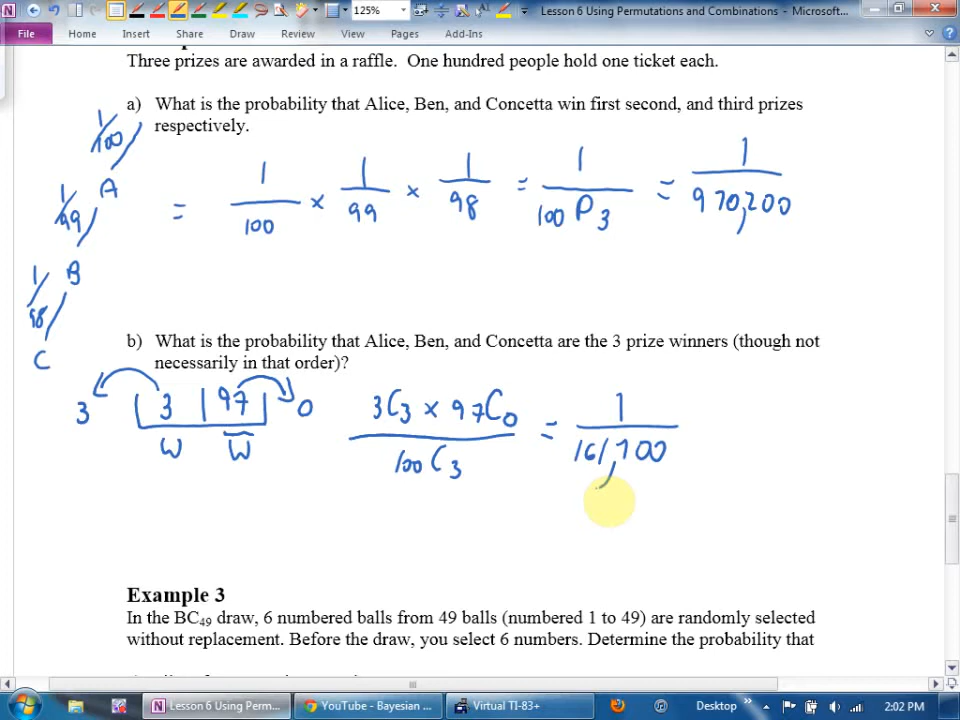 125%
Lesson 6 Using Permutations and Combinations - Microsoft...
File Home Insert Share Draw Review View Pages Add-Ins
Three prizes are awarded in a raffle. One hundred people hold one ticket each.
a) What is the probability that Alice, Ben, and Concetta win first second, and third prizes
respectively.
1/100 A
1/99 B
1/98 C
= 1/100 × 1/99 × 1/98 = 1/100P3 = 1/970,200
b) What is the probability that Alice, Ben, and Concetta are the 3 prize winners (though not
necessarily in that order)?
3 3 97 0
W W̅
3C3 × 97C0 / 100C3 = 1/161,700
Example 3
In the BC49 draw, 6 numbered balls from 49 balls (numbered 1 to 49) are randomly selected
without replacement. Before the draw, you select 6 numbers. Determine the probability that
Lesson 6 Using Perm... YouTube - Bayesian ... Virtual TI-83+ Desktop 2:02 PM